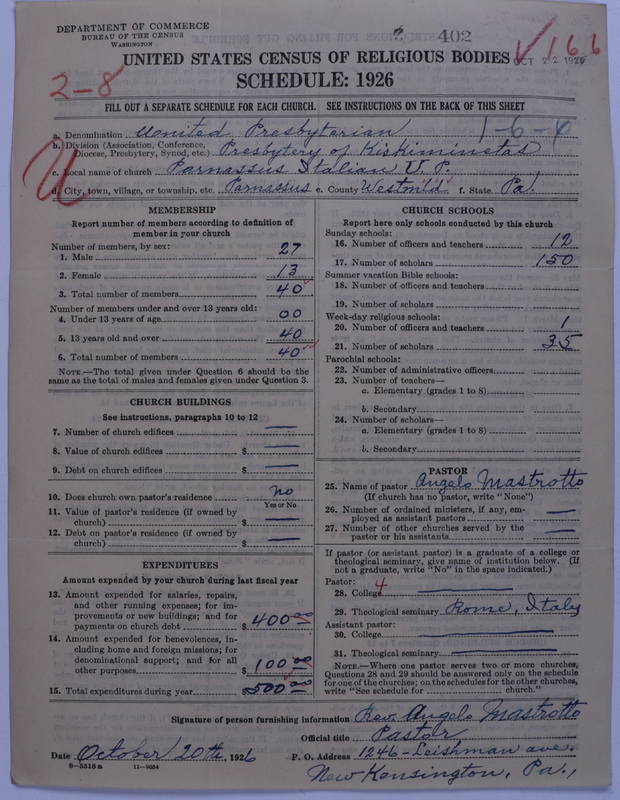 DEPARTMENT OF COMMERCE
BUREAU OF THE CENSUS
WASHINGTON
402
166
UNITED STATES CENSUS OF RELIGIOUS BODIES
OCT 22 1926
2-8
SCHEDULE: 1926
FILL OUT A SEPARATE SCHEDULE FOR EACH CHURCH. SEE INSTRUCTIONS ON THE BACK OF THIS SHEET
a. Denomination United Presbyterian 1-6-4
b. Division (Association, Conference, Diocese, Presbytery, Synod, etc.) Presbytery of Kiskiminetas
c. Local name of church Parnassus Italian U. P.
d. City, town, village, or township, etc. Parnassus e. County Westm'l'd f. State Pa.
MEMBERSHIP
Report number of members according to definition of
member in your church
Number of members, by sex:
1. Male 27
2. Female 13
3. Total number of members 40
Number of members under and over 13 years old:
4. Under 13 years of age 00
5. 13 years old and over 40
6. Total number of members 40
NOTE.—The total given under Question 6 should be
same as the total of males and females given under Question 3.
CHURCH BUILDINGS
See instructions, paragraphs 10 to 12
7. Number of church edifices —
8. Value of church edifices $ —
9. Debt on church edifices $ —
10. Does church own pastor's residence no
Yes or No
11. Value of pastor's residence (if owned by
church) $ —
12. Debt on pastor's residence (if owned by
church) $ —
EXPENDITURES
Amount expended by your church during last fiscal year
13. Amount expended for salaries, repairs,
and other running expenses; for im-
provements or new buildings; and for
payments on church debt $ 400 00
14. Amount expended for benevolences, in-
cluding home and foreign missions; for
denominational support; and for all
other purposes $ 100 00
15. Total expenditures during year $ 500 00
CHURCH SCHOOLS
Report here only schools conducted by this church
Sunday schools:
16. Number of officers and teachers 12
17. Number of scholars 150
Summer vacation Bible schools:
18. Number of officers and teachers
19. Number of scholars
Week-day religious schools:
20. Number of officers and teachers 1
21. Number of scholars 35
Parochial schools:
22. Number of administrative officers
23. Number of teachers—
a. Elementary (grades 1 to 8)
b. Secondary
24. Number of scholars—
a. Elementary (grades 1 to 8)
b. Secondary
PASTOR
25. Name of pastor Angelo Mastrotto
(If church has no pastor, write "None")
26. Number of ordained ministers, if any, em-
ployed as assistant pastors —
27. Number of other churches served by the
pastor or his assistants —
If pastor (or assistant pastor) is a graduate of a college or
theological seminary, give name of institution below. (If
not a graduate, write "No" in the space indicated.)
Pastor: 4
28. College —
29. Theological seminary Rome, Italy
Assistant pastor:
30. College —
31. Theological seminary —
NOTE.—Where one pastor serves two or more churches,
Questions 28 and 29 should be answered only on the schedule
for one of the churches; on the schedules for the other churches,
write "See schedule for church."
Signature of person furnishing information Rev. Angelo Mastrotto
Official title Pastor
Date October 20th, 1926 P. O. Address 1246 - Leishman ave.
8-5518a 11-9054 New Kensington, Pa.,